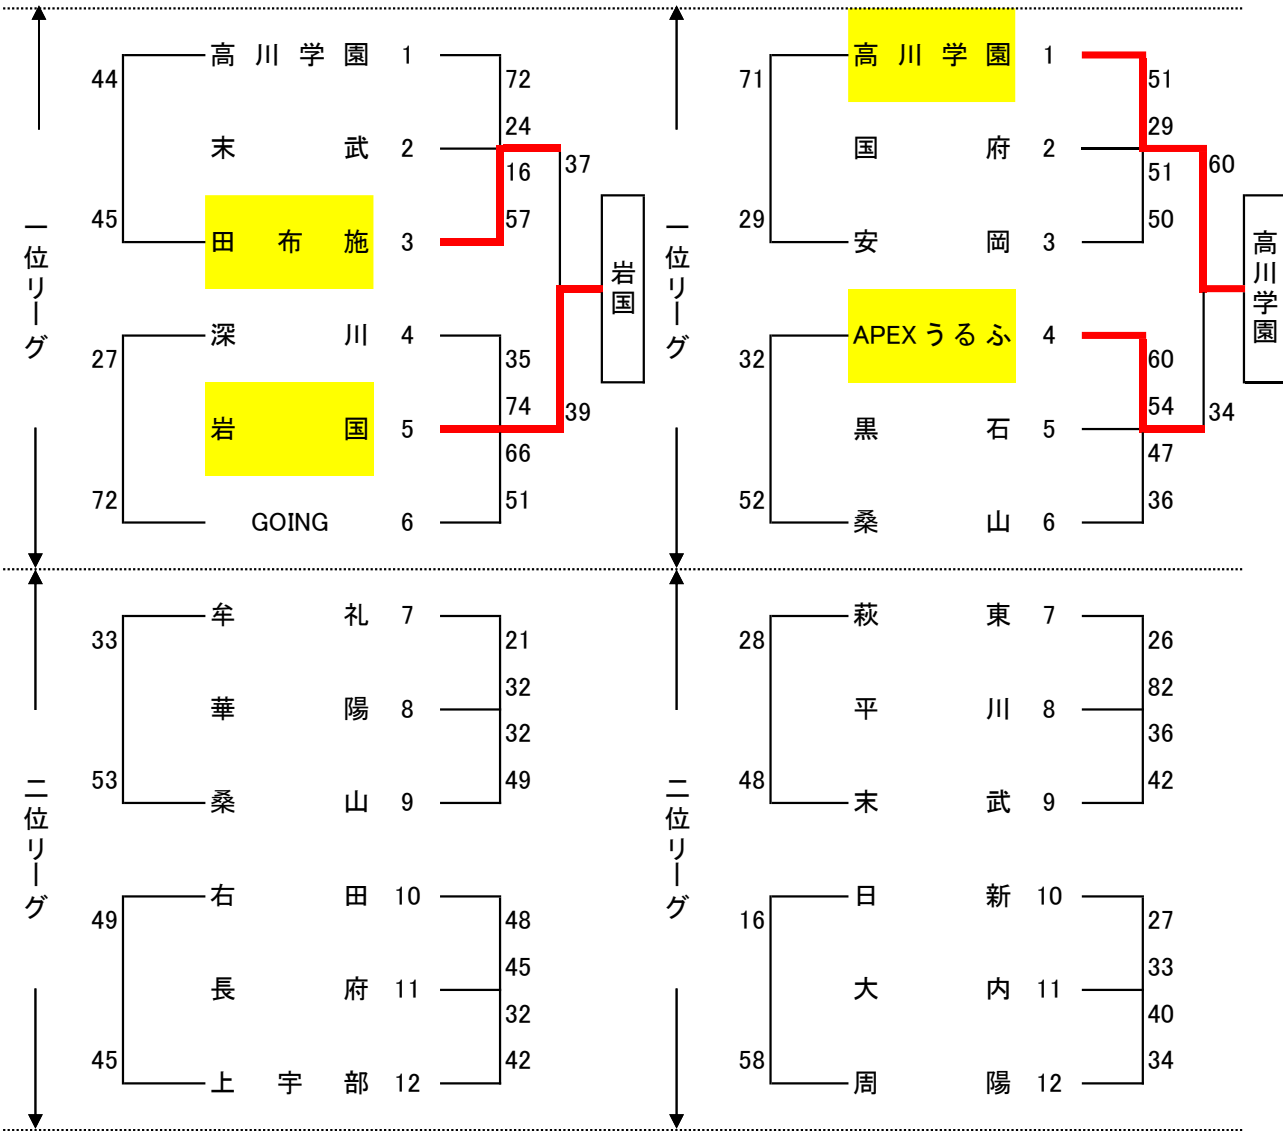 高川学園 1
44
72
24
末武 2
16
37
45
57
田布施 3
一位リーグ
岩国
深川 4
27
35
74
39
岩国 5
66
72
51
GOING 6
高川学園 1
71
51
29
国府 2
51
60
29
50
安岡 3
一位リーグ
高川学園
APEXうるふ 4
32
60
54
34
黒石 5
47
52
36
桑山 6
牟礼 7
33
21
32
華陽 8
32
53
49
桑山 9
二位リーグ
右田 10
49
48
45
長府 11
32
45
42
上宇部 12
萩東 7
28
26
82
平川 8
36
48
42
末武 9
二位リーグ
日新 10
16
27
33
大内 11
40
58
34
周陽 12